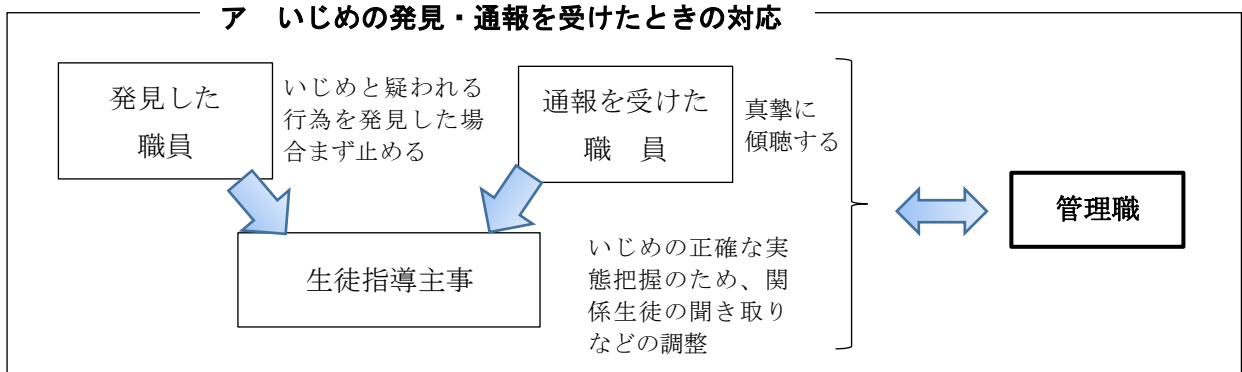 ア　いじめの発見・通報を受けたときの対応
発見した
職員
いじめと疑われる
行為を発見した場
合まず止める
通報を受けた
職　員
真摯に
傾聴する
管理職
生徒指導主事
いじめの正確な実
態把握のため、関
係生徒の聞き取り
などの調整